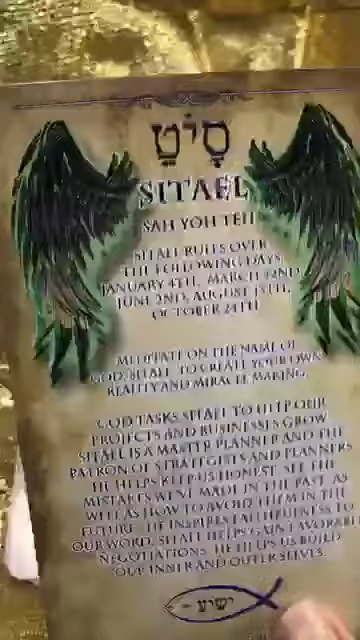 סָיִטֵ
SITAEL
SAH YOH TEH
SITAEL RULES OVER
THE FOLLOWING DAYS:
JANUARY 4TH, MARCH 22ND,
JUNE 2ND, AUGUST
OCTOBER 24TH
MEDITATE ON THE NAME OF
GOD, SITAEL, TO CREATE YOUR OWN
REALITY AND MIRACLE MAKING.
GOD TASKS SITAEL TO HELP OUR
PROJECTS AND BUSINESSES GROW.
SITAEL IS A MASTER PLANNER AND THE
PATRON OF STRATEGISTS AND PLANNERS.
HE HELPS KEEP US HONEST, SEE THE
MISTAKES WE'VE MADE IN THE PAST, AS
WELL AS HOW TO AVOID THEM IN THE
FUTURE. HE INSPIRES FAITHFULNESS TO
OUR WORD. SITAEL HELPS GAIN FAVORABLE
NEGOTIATIONS. HE HELPS US BUILD
OUR INNER AND OUTER SELVES.
ישיע